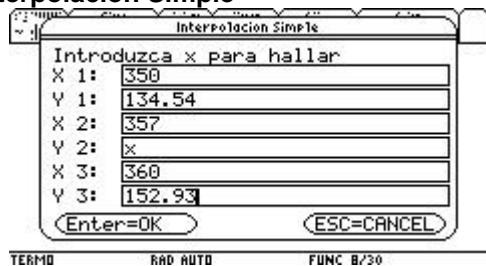 Interpolacion Simple
Introduzca x para hallar
X 1: 350
Y 1: 134.54
X 2: 357
Y 2: x
X 3: 360
Y 3: 152.93
Enter=OK ESC=CANCEL
TERMO RAD AUTO FUNC 8/30